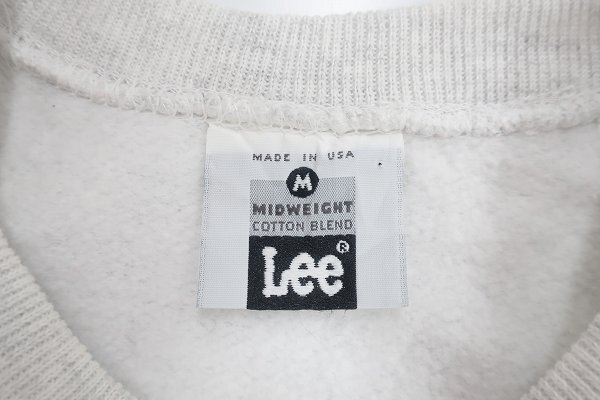 MADE IN USA
M
MIDWEIGHT
COTTON BLEND
Lee®